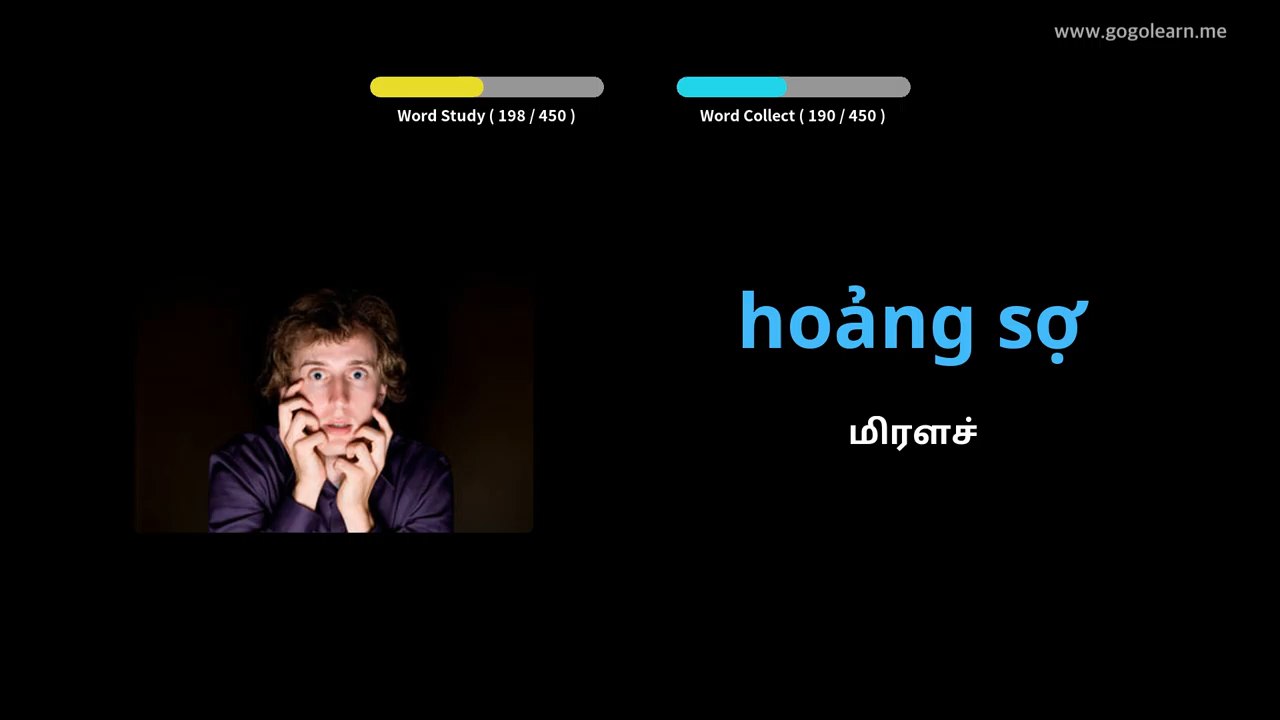 www.gogolearn.me
Word Study ( 198 / 450 )
Word Collect ( 190 / 450 )
hoảng sợ
மிரளச்